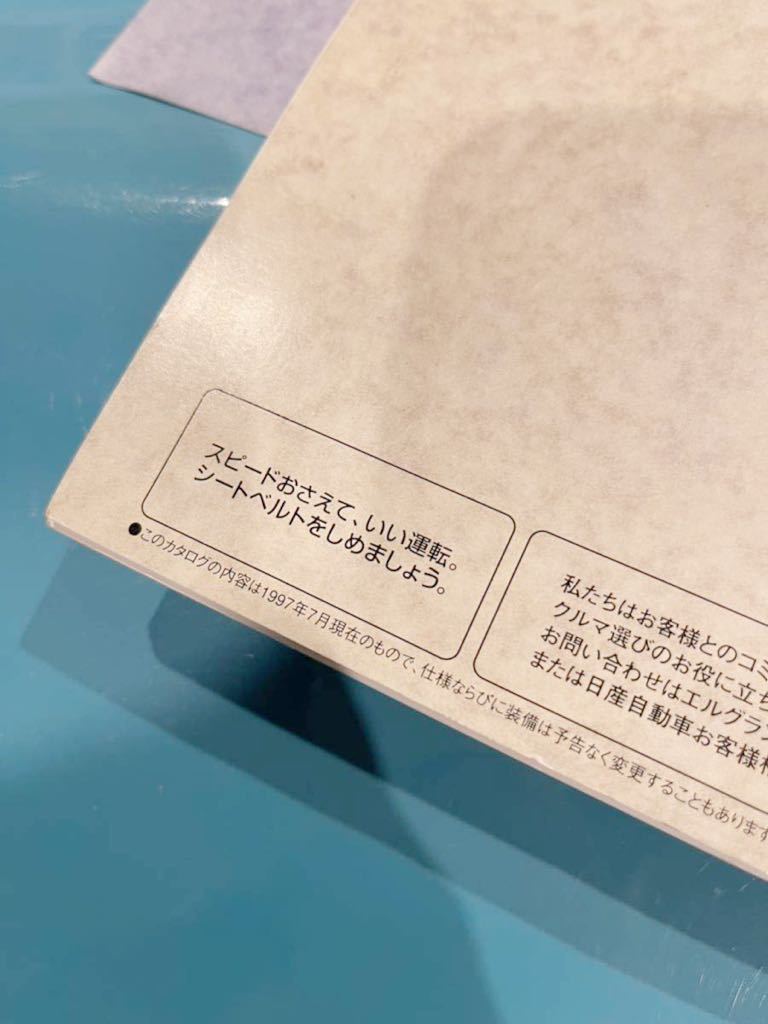 スピードおさえて、いい運転。
シートベルトをしめましょう。
私たちはお客様とのコミ
クルマ選びのお役に立ち
お問い合わせはエルグラン
または日産自動車お客様相
●このカタログの内容は1997年7月現在のもので、仕様ならびに装備は予告なく変更することもあります